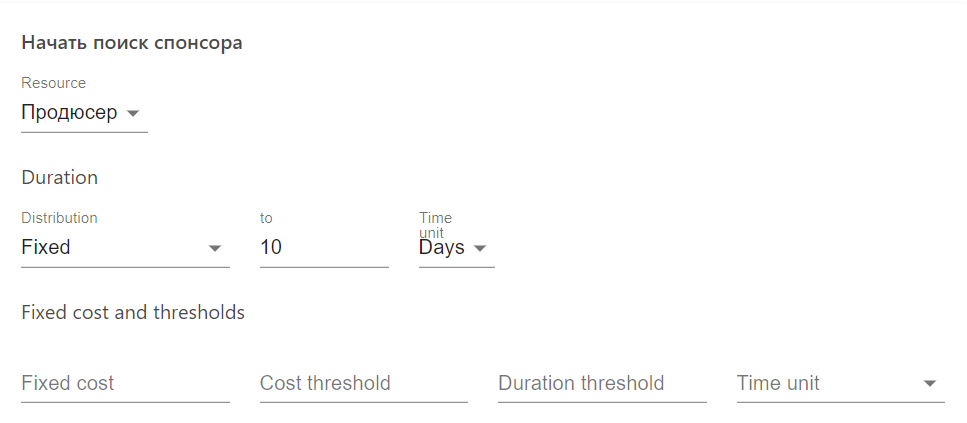 Начать поиск спонсора
Resource
Продюсер
Duration
Distribution to Time unit
Fixed 10 Days
Fixed cost and thresholds
Fixed cost Cost threshold Duration threshold Time unit